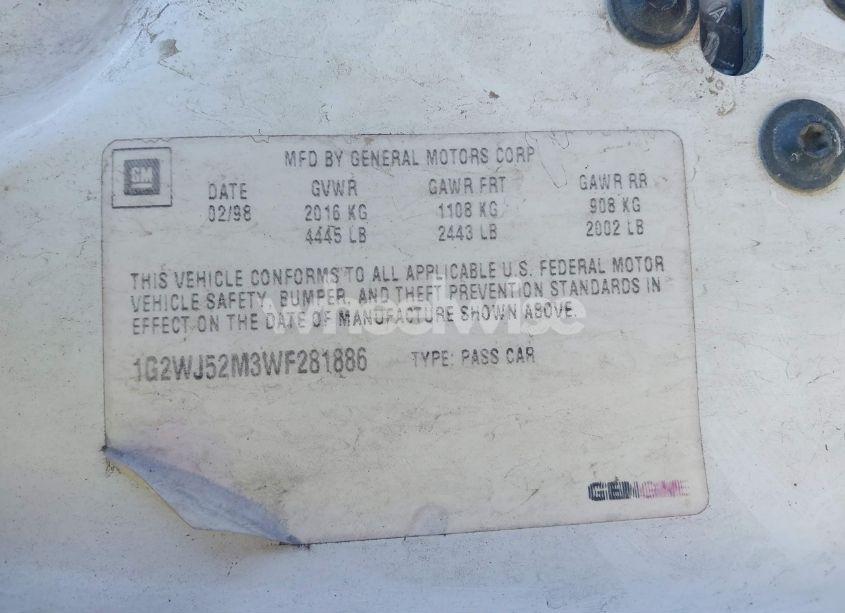 GM
MFD BY GENERAL MOTORS CORP
DATE GVWR GAWR FRT GAWR RR
02/98 2016 KG 1108 KG 908 KG
4445 LB 2443 LB 2002 LB
THIS VEHICLE CONFORMS TO ALL APPLICABLE U.S. FEDERAL MOTOR
VEHICLE SAFETY, BUMPER, AND THEFT PREVENTION STANDARDS IN
EFFECT ON THE DATE OF MANUFACTURE SHOWN ABOVE.
wheelwise
1G2WJ52M3WF281886 TYPE: PASS CAR